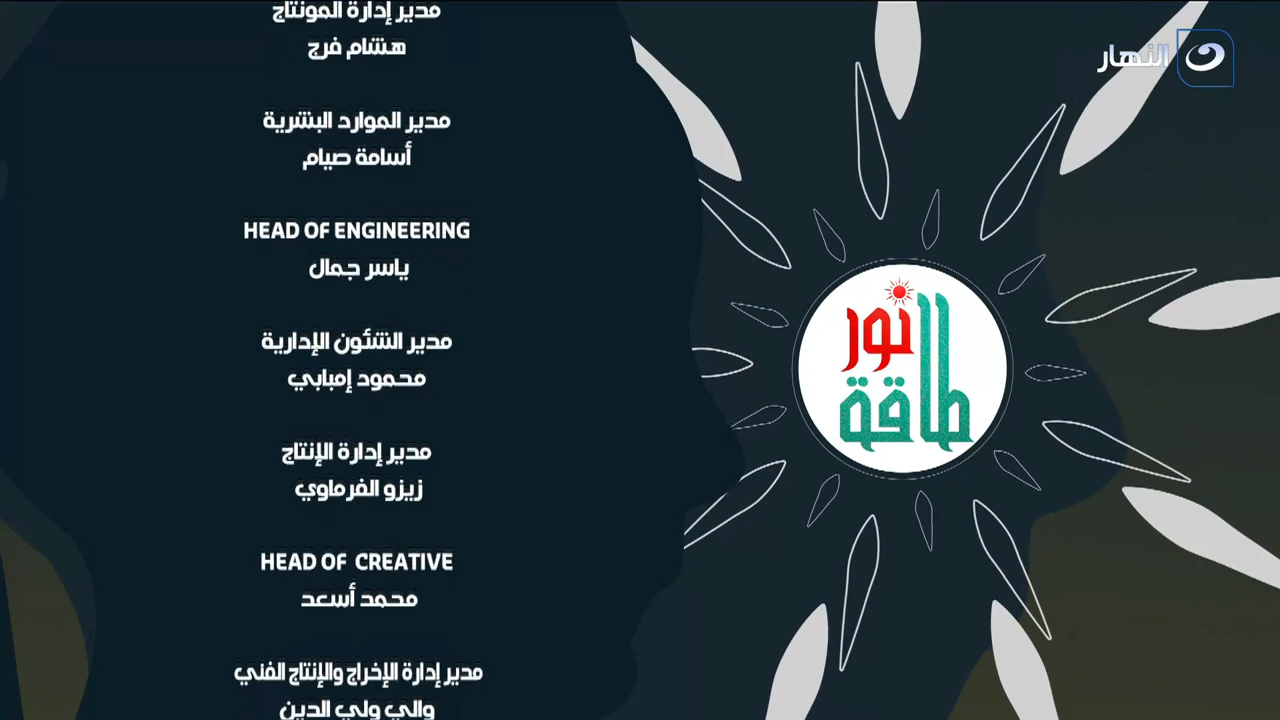 مدير إدارة المونتاج
هشام فرج
مدير الموارد البشرية
أسامة صيام
HEAD OF ENGINEERING
ياسر جمال
مدير الشئون الإدارية
محمود إمبابي
مدير إدارة الإنتاج
زيزو الفرماوي
HEAD OF CREATIVE
محمد أسعد
مدير إدارة الإخراج والإنتاج الفني
والي ولي الدين
النهار
طاقة نور